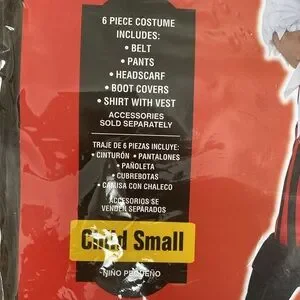 6 PIECE COSTUME
INCLUDES:
• BELT
• PANTS
• HEADSCARF
• BOOT COVERS
• SHIRT WITH VEST
ACCESSORIES
SOLD SEPARATELY
TRAJE DE 6 PIEZAS INCLUYE:
• CINTURÓN • PANTALONES
• PAÑOLETA
• CUBREBOTAS
• CAMISA CON CHALECO
ACCESORIOS SE
VENDEN SEPARADOS
Child Small
NIÑO PEQUEÑO